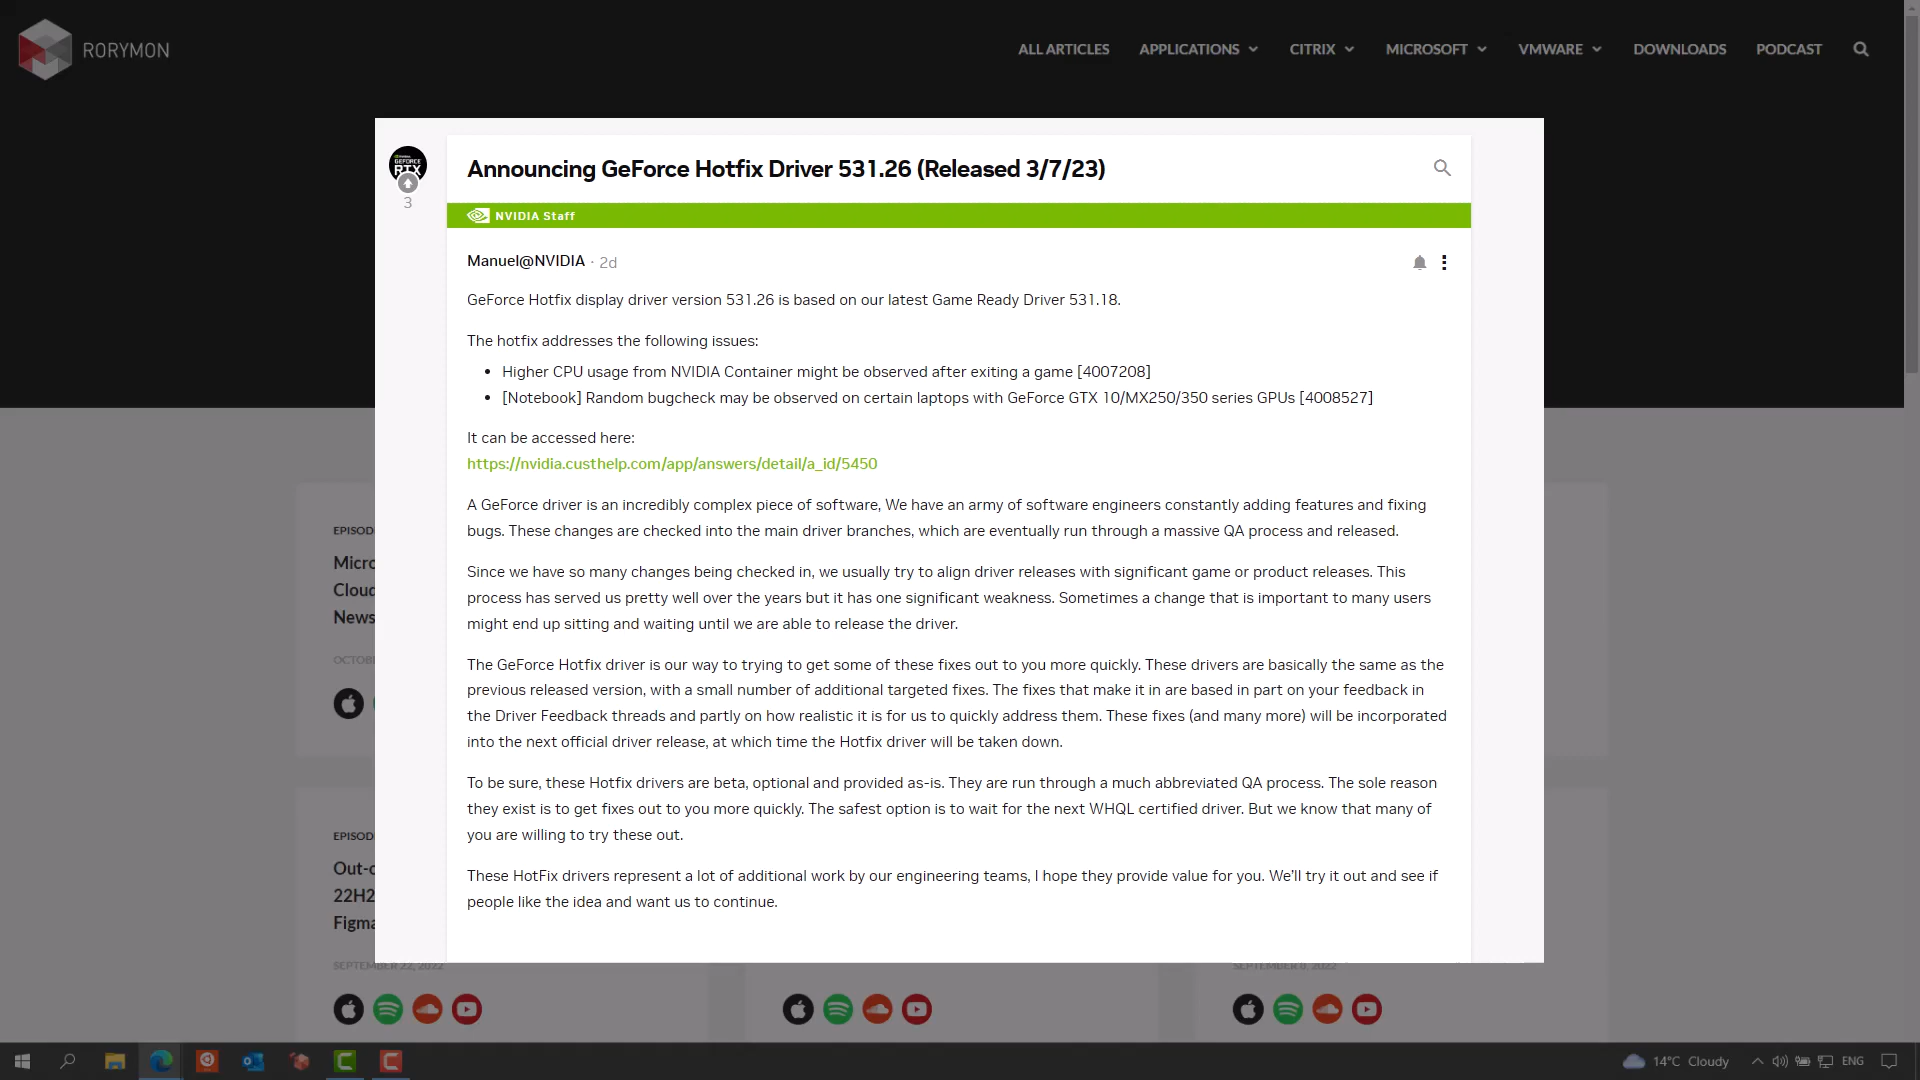 RORYMON
ALL ARTICLES APPLICATIONS CITRIX MICROSOFT VMWARE DOWNLOADS PODCAST
GEFORCE
RTX
3
Announcing GeForce Hotfix Driver 531.26 (Released 3/7/23)
NVIDIA Staff
Manuel@NVIDIA · 2d
GeForce Hotfix display driver version 531.26 is based on our latest Game Ready Driver 531.18.
The hotfix addresses the following issues:
• Higher CPU usage from NVIDIA Container might be observed after exiting a game [4007208]
• [Notebook] Random bugcheck may be observed on certain laptops with GeForce GTX 10/MX250/350 series GPUs [4008527]
It can be accessed here:
https://nvidia.custhelp.com/app/answers/detail/a_id/5450
A GeForce driver is an incredibly complex piece of software, We have an army of software engineers constantly adding features and fixing
bugs. These changes are checked into the main driver branches, which are eventually run through a massive QA process and released.
Since we have so many changes being checked in, we usually try to align driver releases with significant game or product releases. This
process has served us pretty well over the years but it has one significant weakness. Sometimes a change that is important to many users
might end up sitting and waiting until we are able to release the driver.
The GeForce Hotfix driver is our way to trying to get some of these fixes out to you more quickly. These drivers are basically the same as the
previous released version, with a small number of additional targeted fixes. The fixes that make it in are based in part on your feedback in
the Driver Feedback threads and partly on how realistic it is for us to quickly address them. These fixes (and many more) will be incorporated
into the next official driver release, at which time the Hotfix driver will be taken down.
To be sure, these Hotfix drivers are beta, optional and provided as-is. They are run through a much abbreviated QA process. The sole reason
they exist is to get fixes out to you more quickly. The safest option is to wait for the next WHQL certified driver. But we know that many of
you are willing to try these out.
These HotFix drivers represent a lot of additional work by our engineering teams, I hope they provide value for you. We'll try it out and see if
people like the idea and want us to continue.
EPISOD
Micro
Cloud
News
OCTOB
EPISOD
Out-o
22H2
Figma
SEPTEMBER 22, 2022
SEPTEMBER 8, 2022
14°C Cloudy
ENG